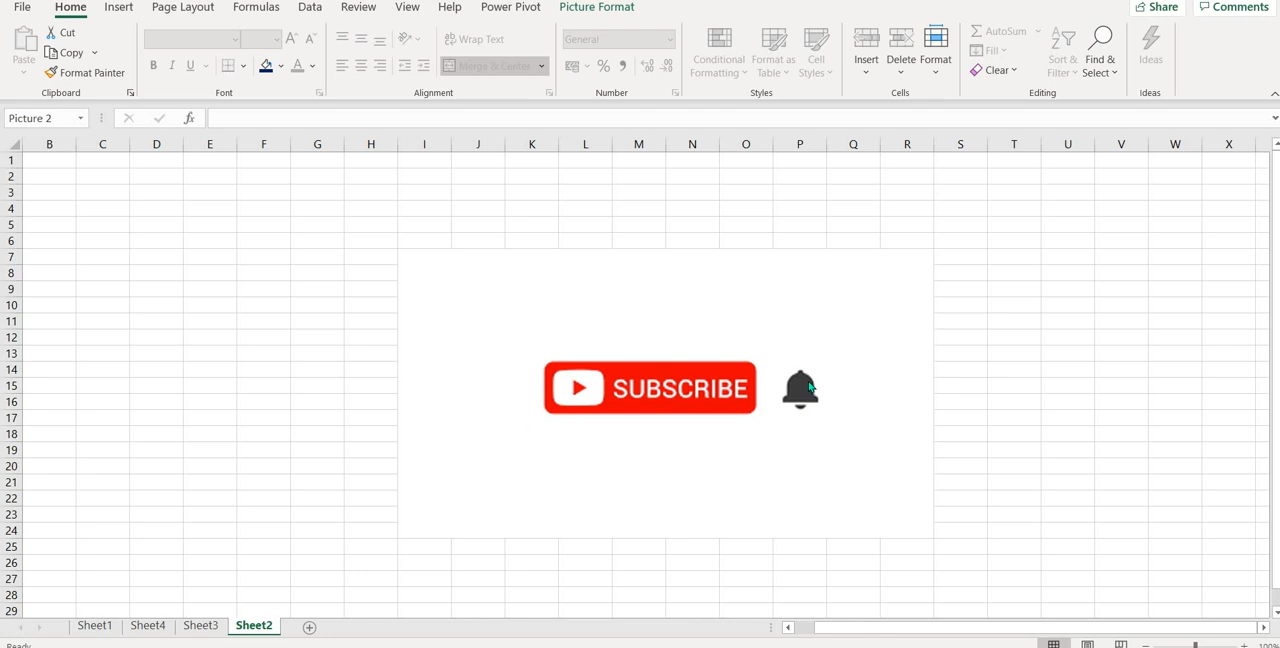 File Home Insert Page Layout Formulas Data Review View Help Power Pivot Picture Format Share Comments
Paste Cut Copy Format Painter Clipboard
B I U A A A Font
ab Wrap Text Merge & Center Alignment
General % 9 Number
Conditional Formatting Format as Table Cell Styles Styles
Insert Delete Format Cells
AutoSum Fill Clear Sort & Filter Find & Select Editing
Ideas Ideas
Picture 2 fx
B C D E F G H I J K L M N O P Q R S T U V W X
1
2
3
4
5
6
7
8
9
10
11
12
13
14
SUBSCRIBE
15
16
17
18
19
20
21
22
23
24
25
26
27
28
29
Sheet1 Sheet4 Sheet3 Sheet2
Ready 100%